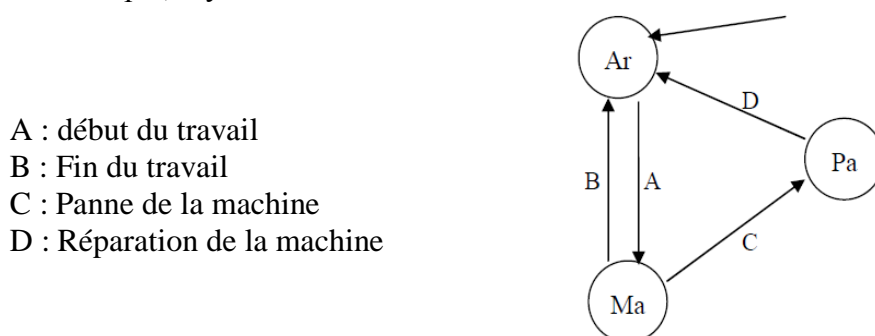 A : début du travail
B : Fin du travail
C : Panne de la machine
D : Réparation de la machine
Ar
D
Pa
B
A
C
Ma